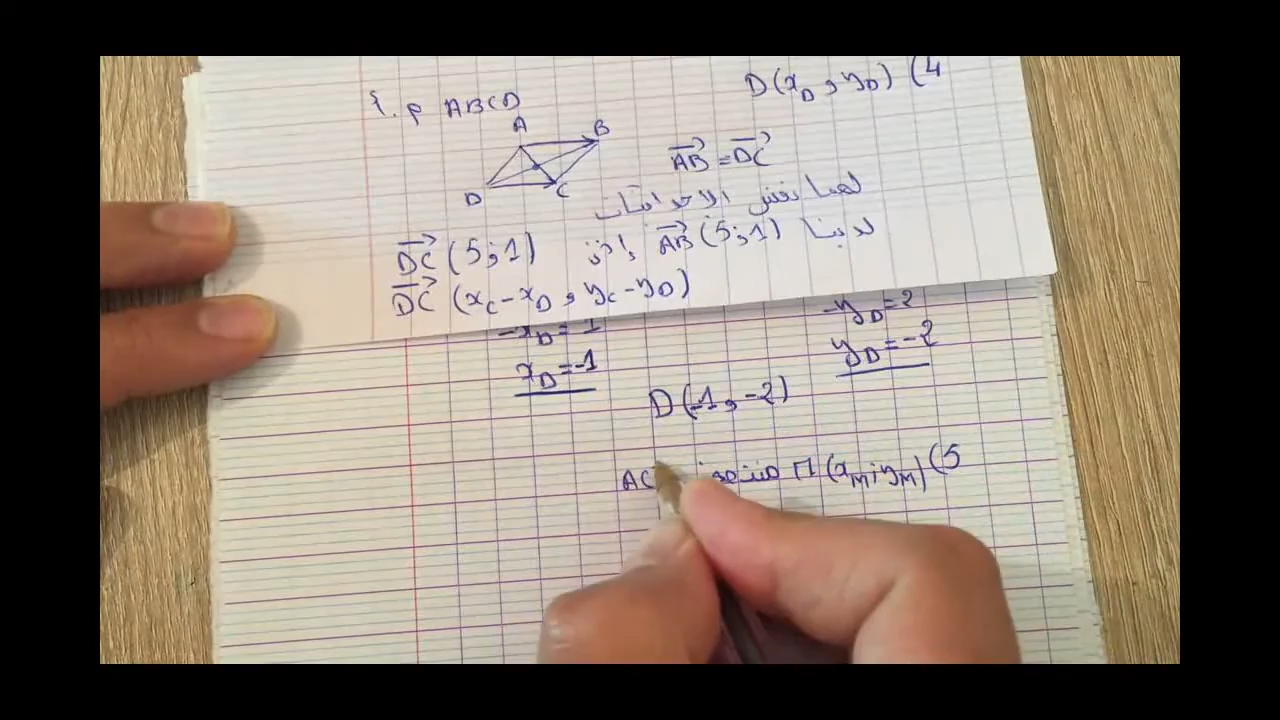 4) D(x_D ; y_D)
م.أ ABCD
A B
D C
AB→ = DC→
لهما نفس الاحداثيات
لدينا AB→(5;1) إذن DC→(5;1)
DC→ (x_C - x_D ; y_C - y_D)
-x_D = 1
-y_D = 2
x_D = -1
y_D = -2
D(-1 ; -2)
5) M(x_M ; y_M) منتصف AC